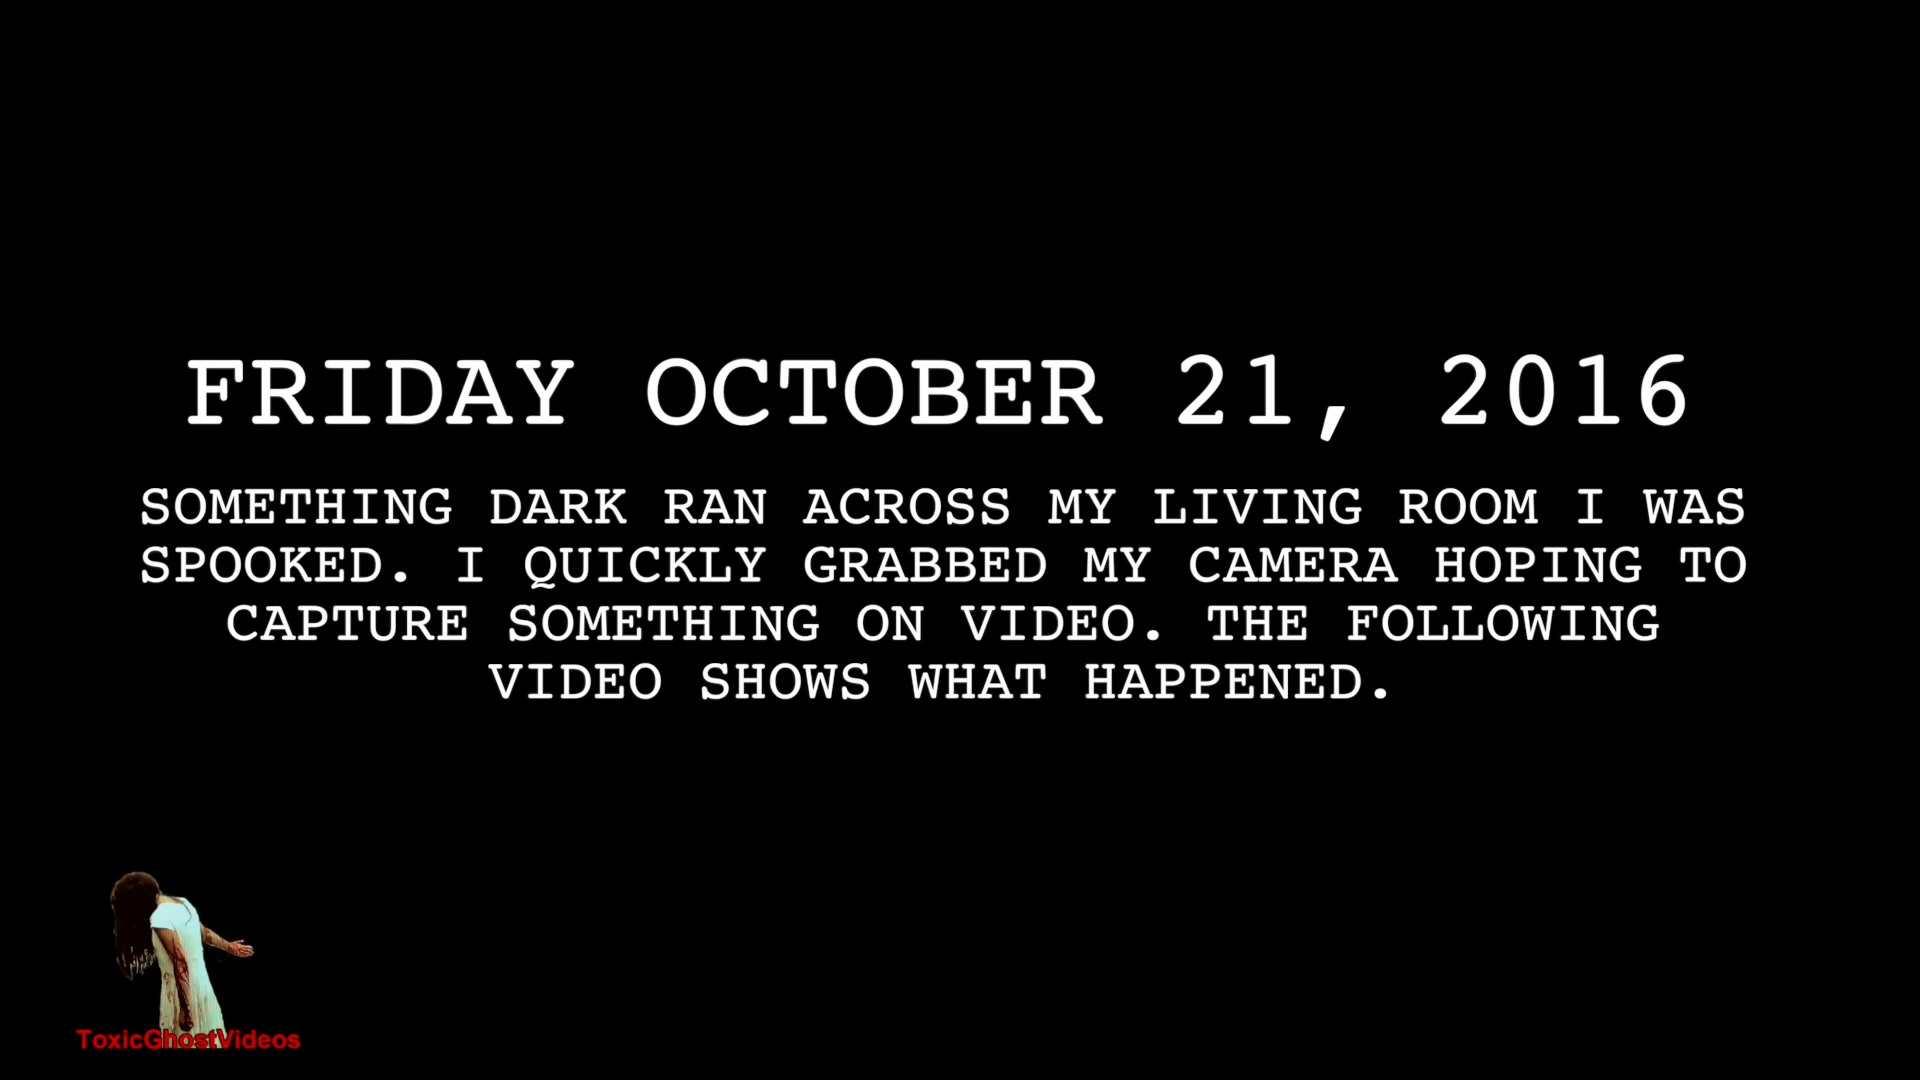 FRIDAY OCTOBER 21, 2016
SOMETHING DARK RAN ACROSS MY LIVING ROOM I WAS
SPOOKED. I QUICKLY GRABBED MY CAMERA HOPING TO
CAPTURE SOMETHING ON VIDEO. THE FOLLOWING
VIDEO SHOWS WHAT HAPPENED.
ToxicGhostVideos